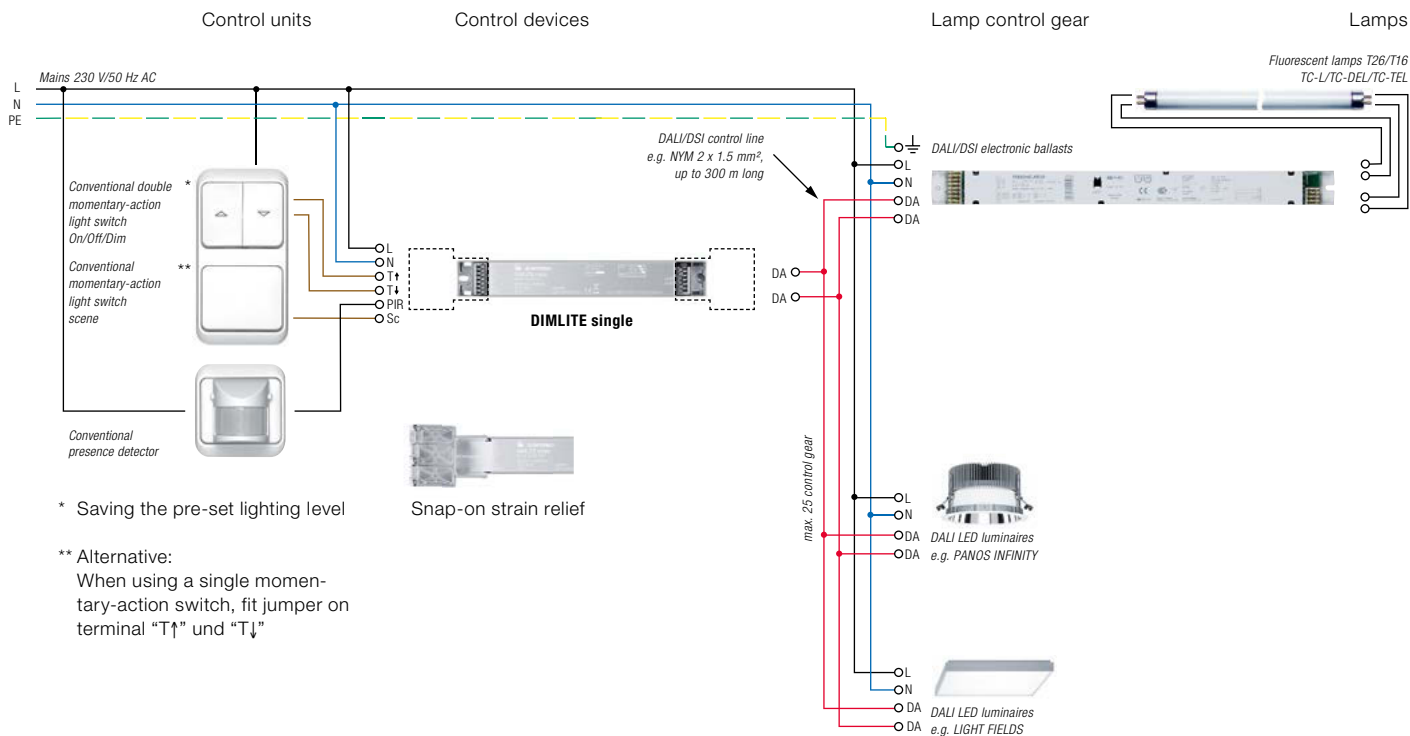 Control units
Control devices
Lamp control gear
Lamps
Mains 230 V/50 Hz AC
L
N
PE
Fluorescent lamps T26/T16
TC-L/TC-DEL/TC-TEL
DALI/DSI control line
e.g. NYM 2 x 1.5 mm²,
up to 300 m long
DALI/DSI electronic ballasts
L
N
DA
DA
Conventional double *
momentary-action
light switch
On/Off/Dim
Conventional **
momentary-action
light switch
scene
L
N
T↑
T↓
PIR
Sc
DIMLITE single
DA
DA
Conventional
presence detector
max. 25 control gear
* Saving the pre-set lighting level
Snap-on strain relief
** Alternative:
When using a single momen-
tary-action switch, fit jumper on
terminal “T↑” und “T↓”
L
N
DA
DA
DALI LED luminaires
e.g. PANOS INFINITY
L
N
DA
DA
DALI LED luminaires
e.g. LIGHT FIELDS